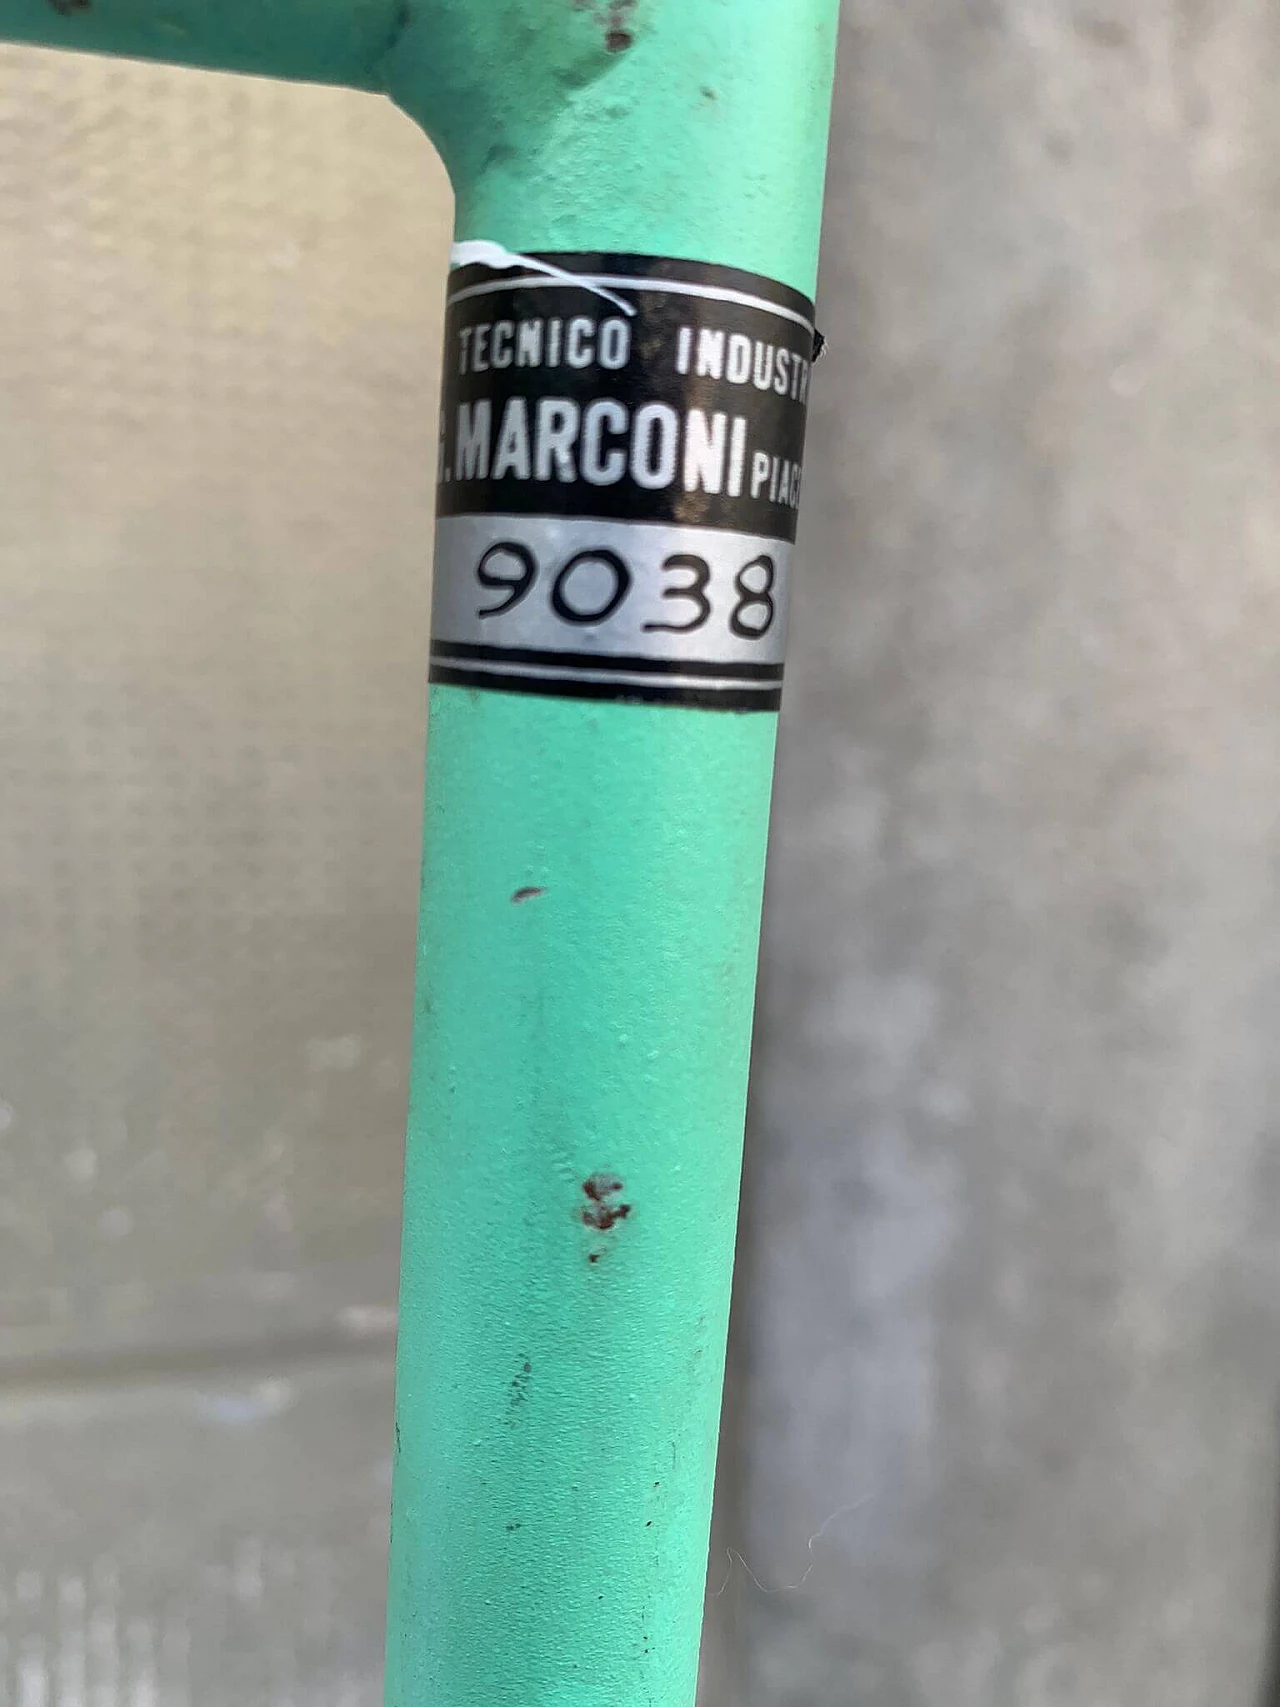 TECNICO INDUSTR
.MARCONI PIAC
9038